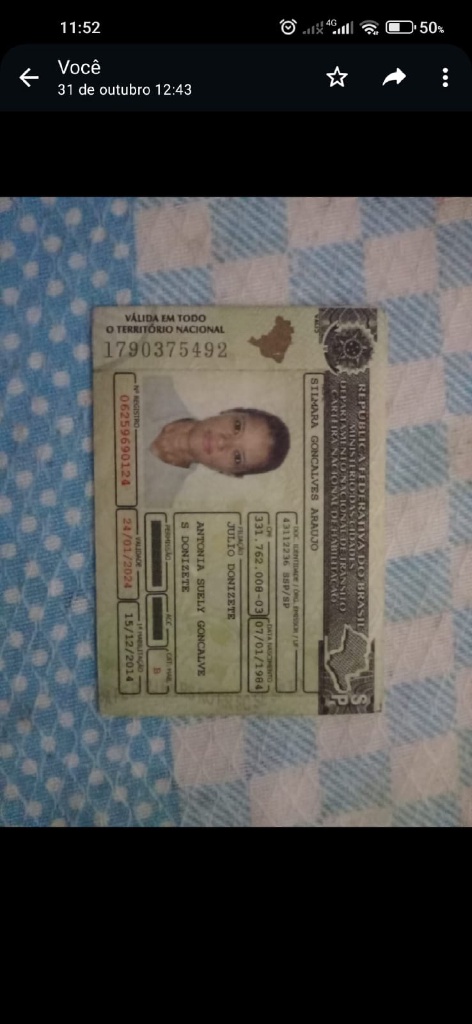 11:52
4G
50%
Você
31 de outubro 12:43
REPÚBLICA FEDERATIVA DO BRASIL
MINISTÉRIO DAS CIDADES
DEPARTAMENTO NACIONAL DE TRÂNSITO
CARTEIRA NACIONAL DE HABILITAÇÃO
SILMARA GONCALVES ARAUJO
DOC. IDENTIDADE / ÓRG. EMISSOR / UF
43112236 SSP/SP
CPF
DATA NASCIMENTO
331.762.008-03
07/01/1984
FILIAÇÃO
JULIO DONIZETE
ANTONIA SUELY GONCALVE
S DONIZETE
PERMISSÃO
ACC
CAT. HAB.
B
Nº REGISTRO
VALIDADE
1ª HABILITAÇÃO
06259690124
24/01/2024
15/12/2014
VÁLIDA EM TODO
O TERRITÓRIO NACIONAL
1790375492
SP